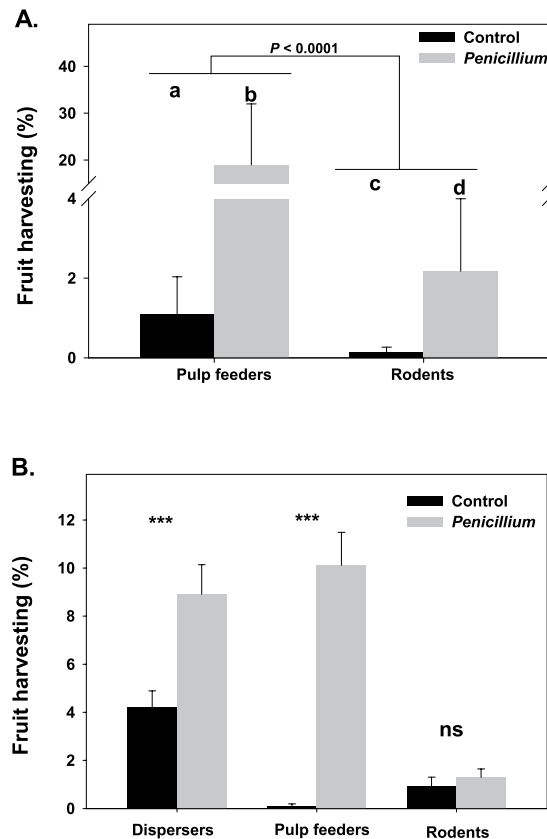 A.
Control
Penicillium
P < 0.0001
a
b
c
d
Fruit harvesting (%)
40
30
20
4
2
0
Pulp feeders
Rodents
B.
Control
Penicillium
***
***
ns
Fruit harvesting (%)
12
10
8
6
4
2
0
Dispersers
Pulp feeders
Rodents